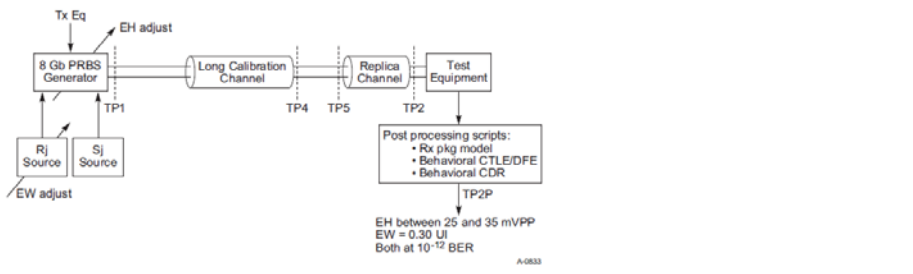 Tx Eq
EH adjust
8 Gb PRBS
Generator
Long Calibration
Channel
Replica
Channel
Test
Equipment
TP1
TP4
TP5
TP2
Rj
Source
Sj
Source
EW adjust
Post processing scripts:
• Rx pkg model
• Behavioral CTLE/DFE
• Behavioral CDR
TP2P
EH between 25 and 35 mVPP
EW = 0.30 UI
Both at 10-12 BER
A-0833